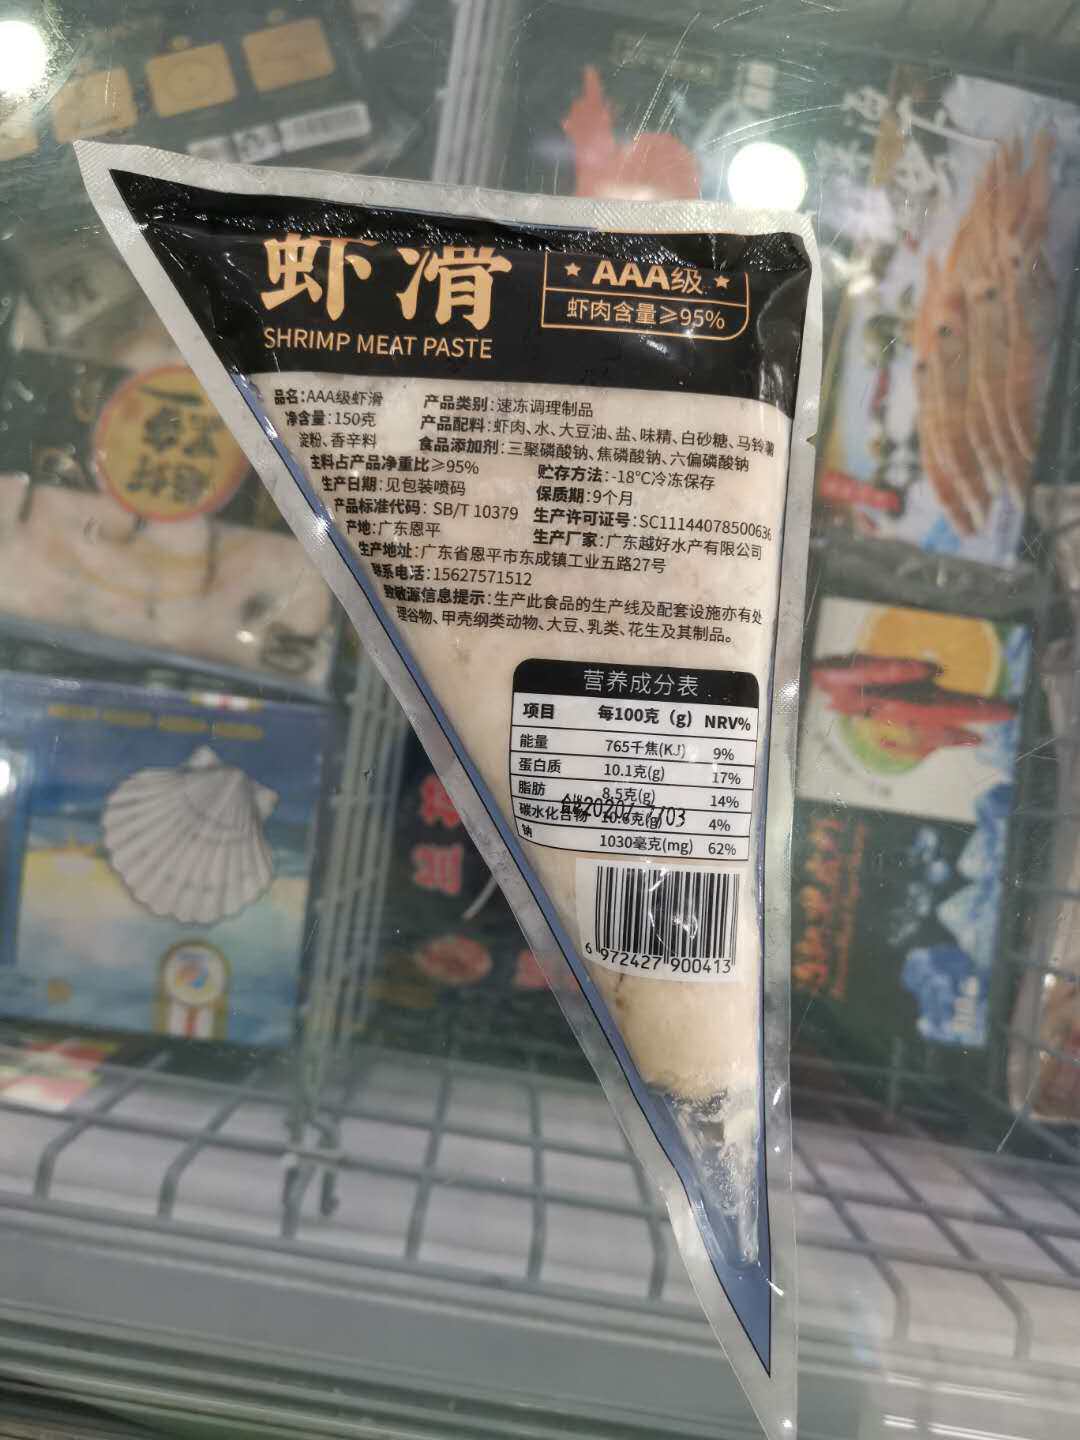 虾滑
SHRIMP MEAT PASTE
★ AAA级 ★
虾肉含量≥95%
品名:AAA级虾滑
产品类别:速冻调理制品
净含量:150克
产品配料:虾肉、水、大豆油、盐、味精、白砂糖、马铃薯
淀粉、香辛料
食品添加剂:三聚磷酸钠、焦磷酸钠、六偏磷酸钠
主料占产品净重比≥95%
贮存方法:-18℃冷冻保存
生产日期:见包装喷码
保质期:9个月
产品标准代码: SB/T 10379
生产许可证号:SC11144078500636
产地:广东恩平
生产厂家:广东越好水产有限公司
生产地址:广东省恩平市东成镇工业五路27号
联系电话:15627571512
致敏源信息提示:生产此食品的生产线及配套设施亦有处
理谷物、甲壳纲类动物、大豆、乳类、花生及其制品。
营养成分表
项目 每100克 (g) NRV%
能量 765千焦(KJ) 9%
蛋白质 10.1克(g) 17%
脂肪 8.5克(g) 14%
碳水化合物 10.6克(g) 4%
钠 1030毫克(mg) 62%
6 972427 900413